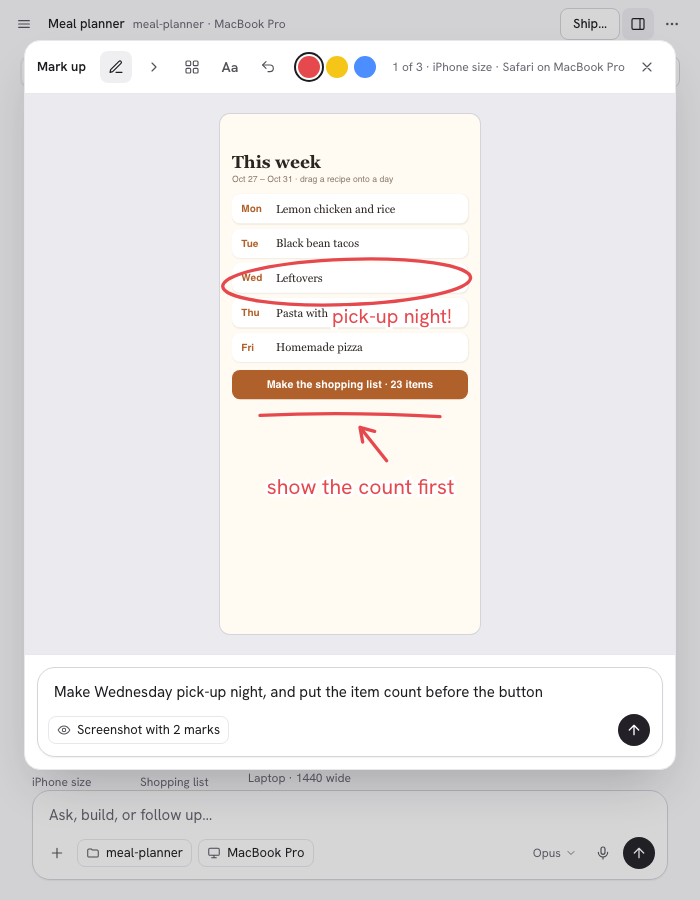 Meal planner meal-planner · MacBook Pro Ship...
Mark up Aa 1 of 3 · iPhone size · Safari on MacBook Pro
This week
Oct 27 – Oct 31 · drag a recipe onto a day
Mon Lemon chicken and rice
Tue Black bean tacos
Wed Leftovers
Thu Pasta with
pick-up night!
Fri Homemade pizza
Make the shopping list · 23 items
show the count first
Make Wednesday pick-up night, and put the item count before the button
Screenshot with 2 marks
iPhone size Shopping list Laptop · 1440 wide
Ask, build, or follow up...
meal-planner MacBook Pro Opus